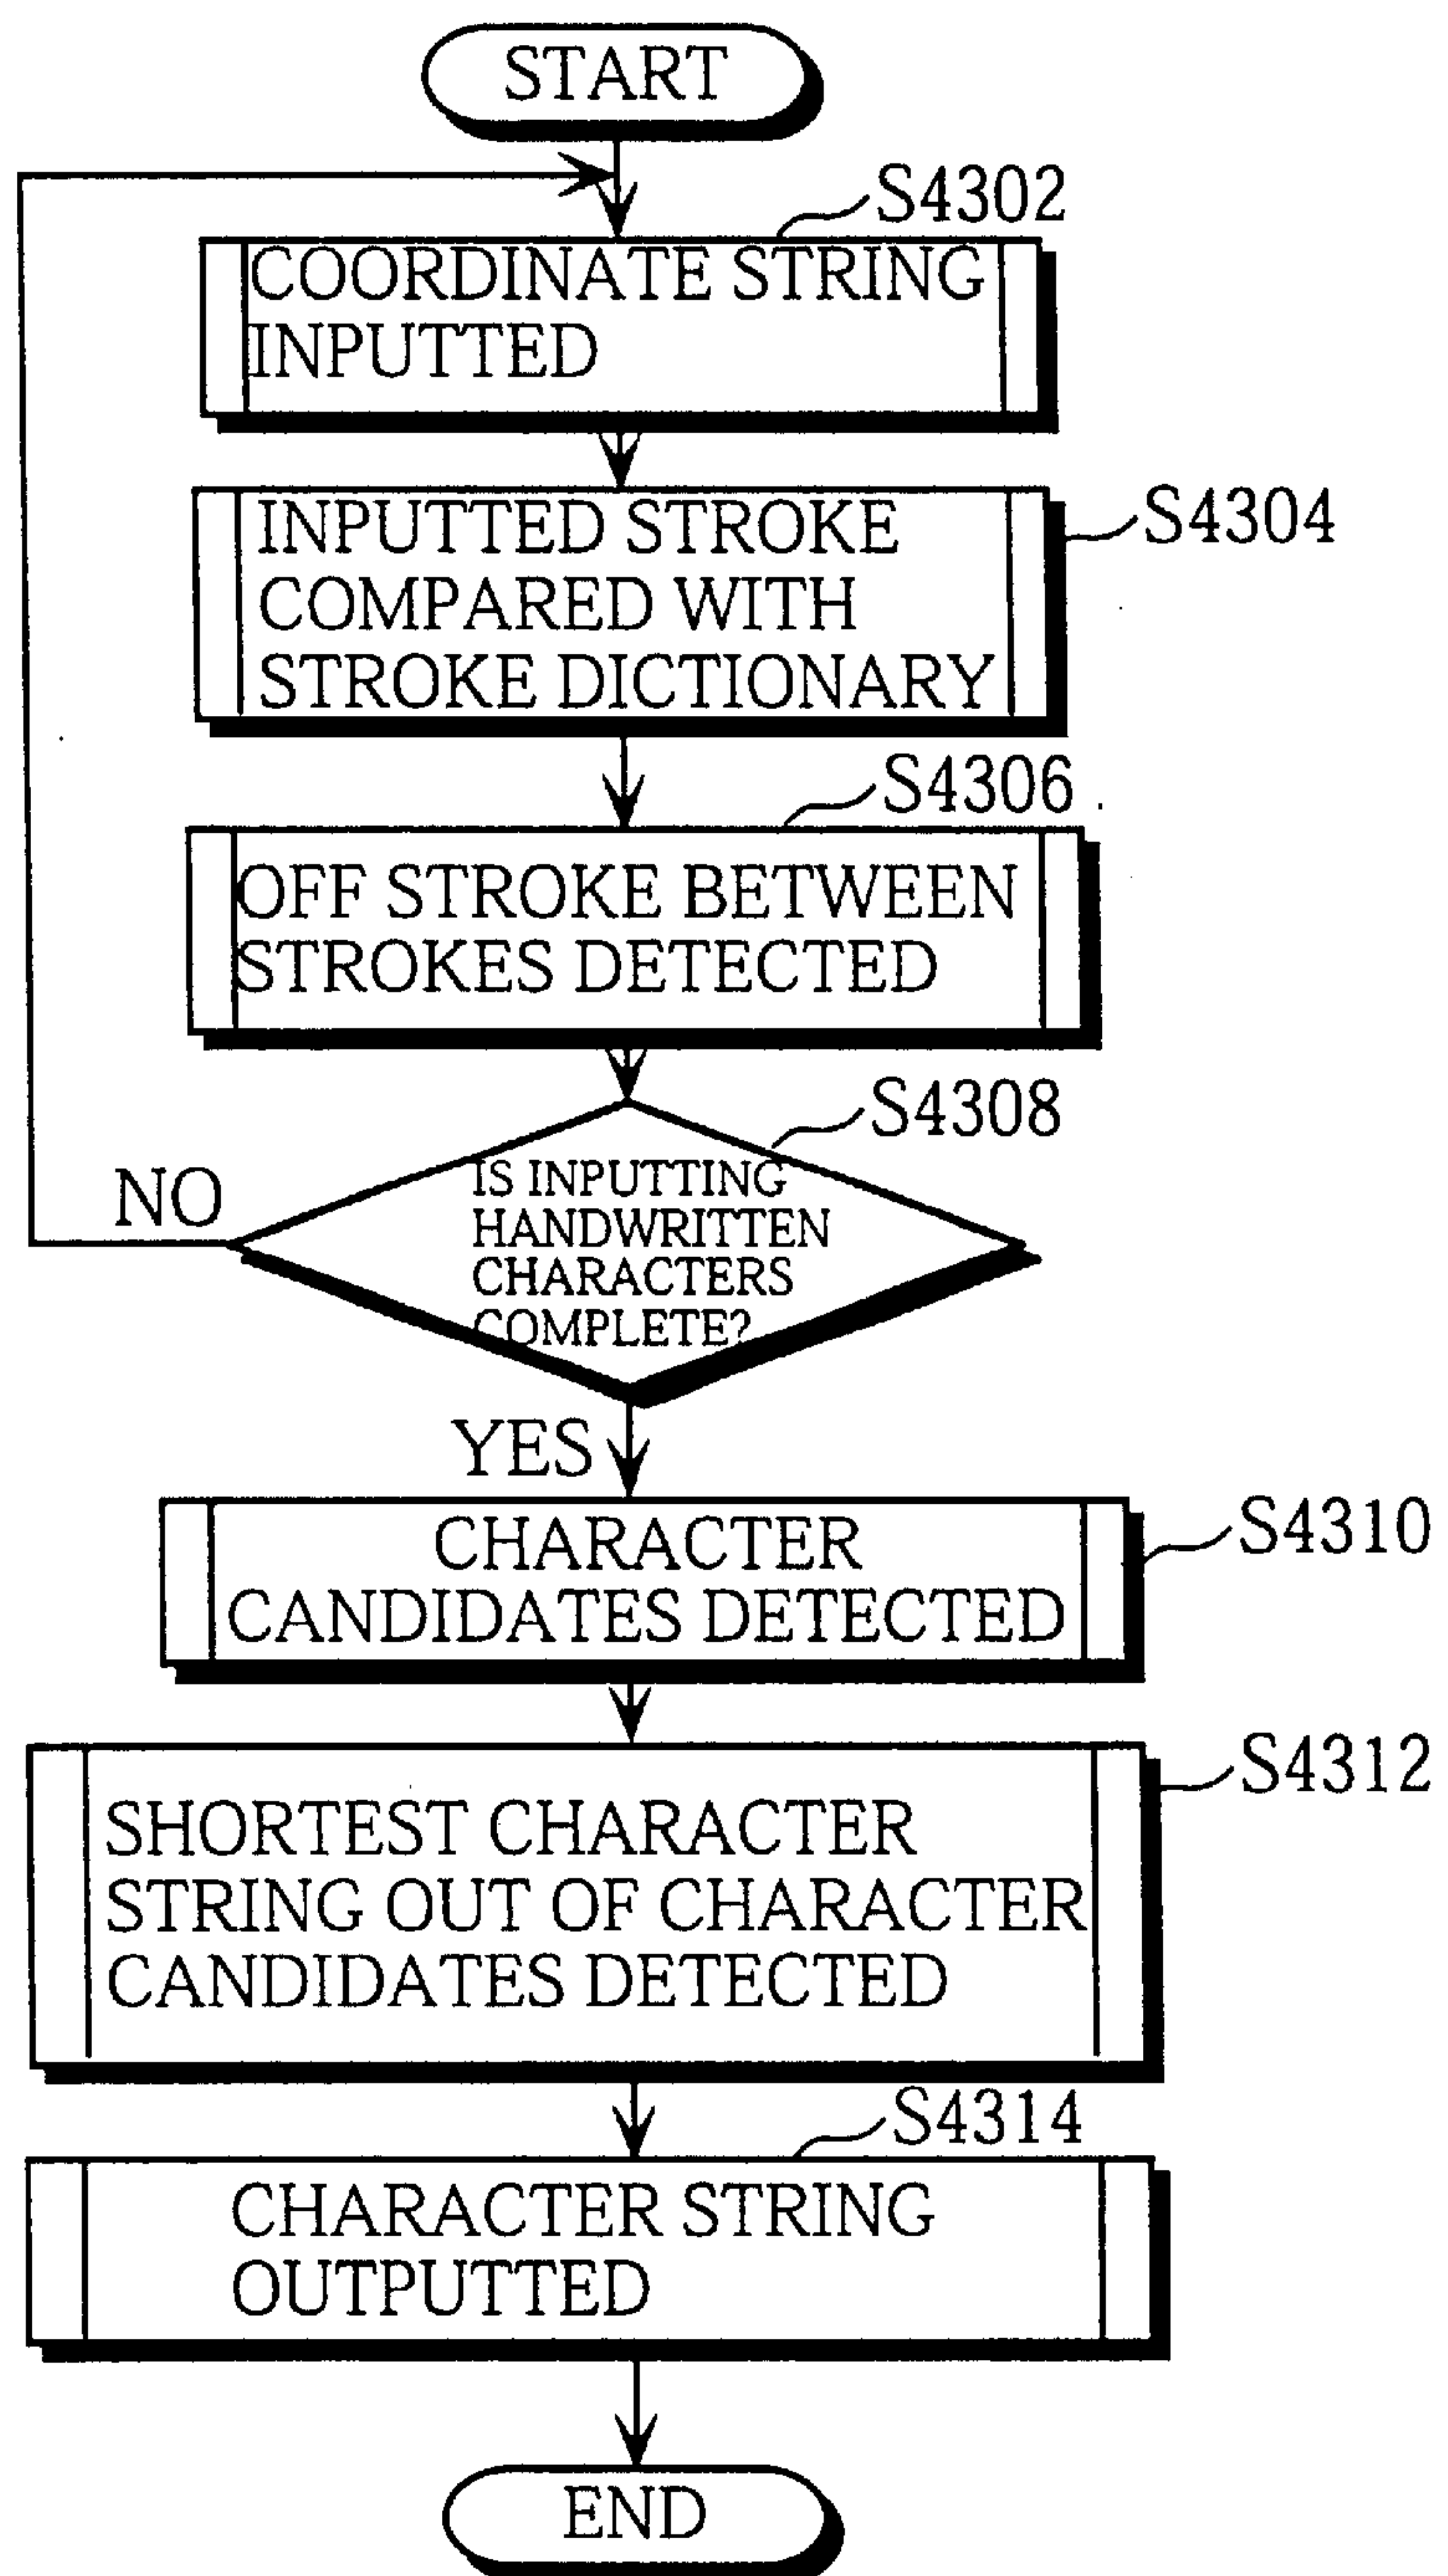 START
S4302
COORDINATE STRING
INPUTTED
S4304
INPUTTED STROKE
COMPARED WITH
STROKE DICTIONARY
S4306
OFF STROKE BETWEEN
STROKES DETECTED
S4308
NO
IS INPUTTING
HANDWRITTEN
CHARACTERS
COMPLETE?
YES
S4310
CHARACTER
CANDIDATES DETECTED
S4312
SHORTEST CHARACTER
STRING OUT OF CHARACTER
CANDIDATES DETECTED
S4314
CHARACTER STRING
OUTPUTTED
END